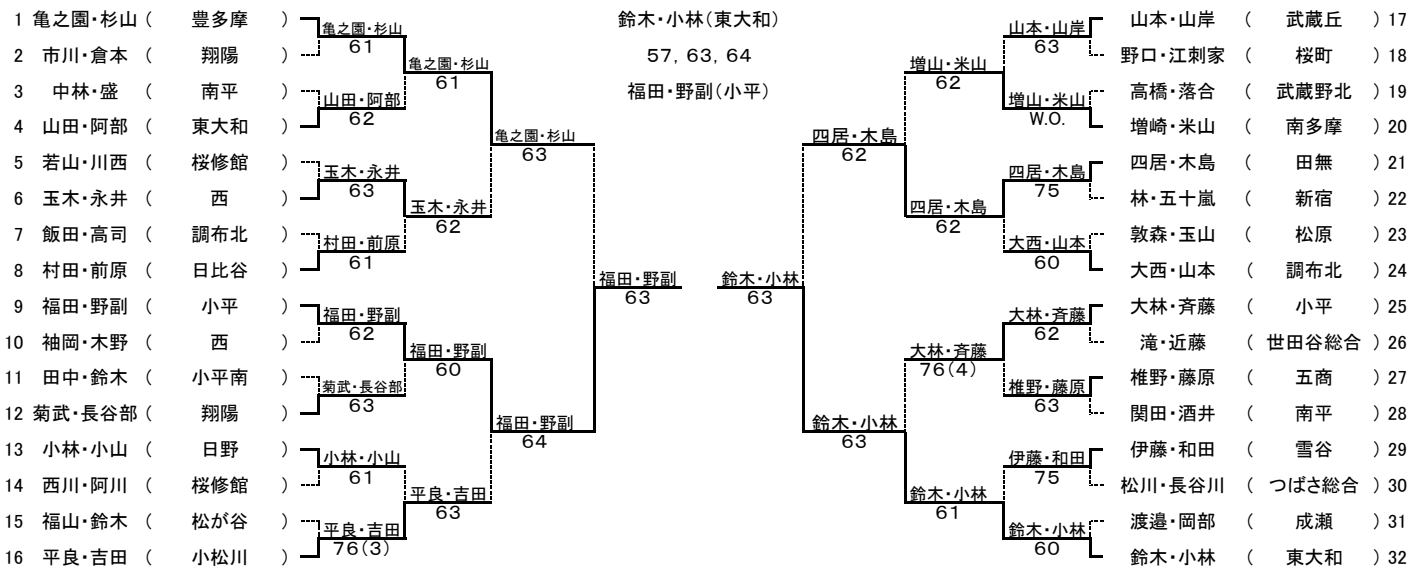 鈴木・小林(東大和)
57, 63, 64
福田・野副(小平)
1 亀之園・杉山 ( 豊多摩 )
2 市川・倉本 ( 翔陽 )
3 中林・盛 ( 南平 )
4 山田・阿部 ( 東大和 )
5 若山・川西 ( 桜修館 )
6 玉木・永井 ( 西 )
7 飯田・高司 ( 調布北 )
8 村田・前原 ( 日比谷 )
9 福田・野副 ( 小平 )
10 袖岡・木野 ( 西 )
11 田中・鈴木 ( 小平南 )
12 菊武・長谷部 ( 翔陽 )
13 小林・小山 ( 日野 )
14 西川・阿川 ( 桜修館 )
15 福山・鈴木 ( 松が谷 )
16 平良・吉田 ( 小松川 )
亀之園・杉山
61
山田・阿部
62
玉木・永井
63
村田・前原
61
福田・野副
62
菊武・長谷部
63
小林・小山
61
平良・吉田
76(3)
亀之園・杉山
61
玉木・永井
62
福田・野副
60
平良・吉田
63
亀之園・杉山
63
福田・野副
64
福田・野副
63
鈴木・小林
63
四居・木島
62
鈴木・小林
63
増山・米山
62
四居・木島
62
大林・斉藤
76(4)
鈴木・小林
61
山本・山岸
63
増山・米山
W.O.
四居・木島
75
大西・山本
60
大林・斉藤
62
椎野・藤原
63
伊藤・和田
75
鈴木・小林
60
山本・山岸 ( 武蔵丘 ) 17
野口・江刺家 ( 桜町 ) 18
高橋・落合 ( 武蔵野北 ) 19
増崎・米山 ( 南多摩 ) 20
四居・木島 ( 田無 ) 21
林・五十嵐 ( 新宿 ) 22
敦森・玉山 ( 松原 ) 23
大西・山本 ( 調布北 ) 24
大林・斉藤 ( 小平 ) 25
滝・近藤 ( 世田谷総合 ) 26
椎野・藤原 ( 五商 ) 27
関田・酒井 ( 南平 ) 28
伊藤・和田 ( 雪谷 ) 29
松川・長谷川 ( つばさ総合 ) 30
渡邉・岡部 ( 成瀬 ) 31
鈴木・小林 ( 東大和 ) 32